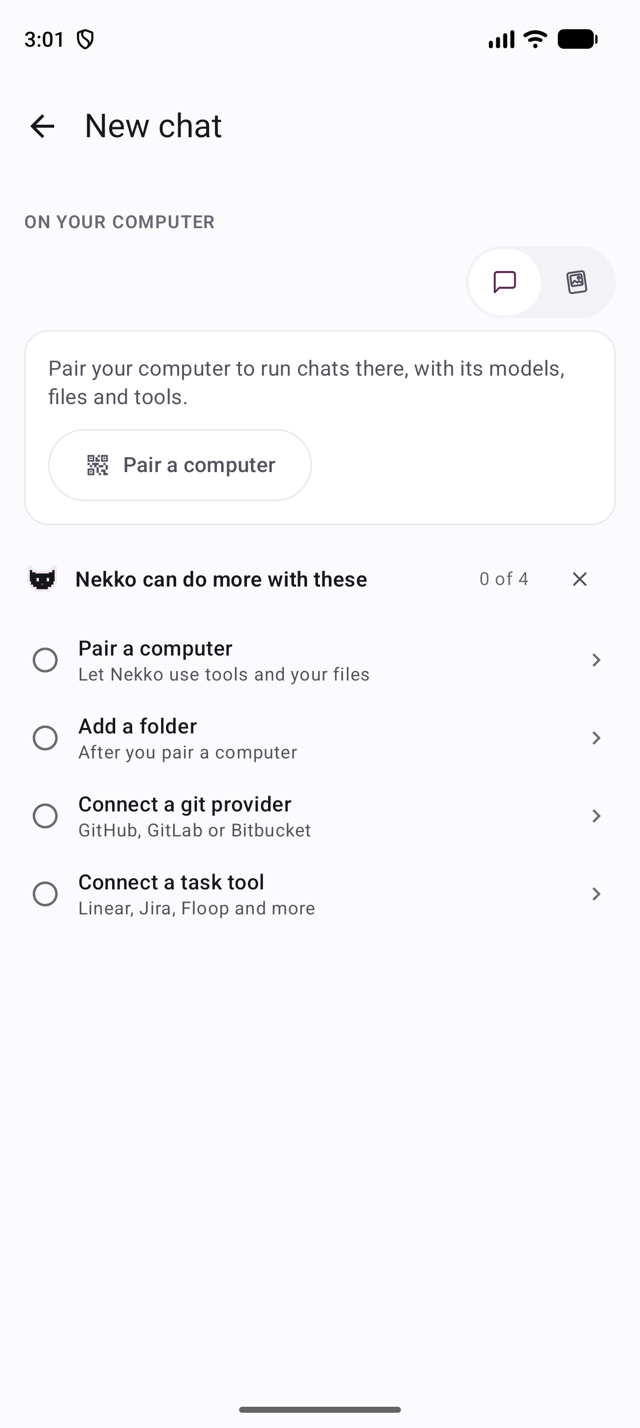 3:01
New chat
ON YOUR COMPUTER
Pair your computer to run chats there, with its models,
files and tools.
Pair a computer
Nekko can do more with these
0 of 4
Pair a computer
Let Nekko use tools and your files
Add a folder
After you pair a computer
Connect a git provider
GitHub, GitLab or Bitbucket
Connect a task tool
Linear, Jira, Floop and more